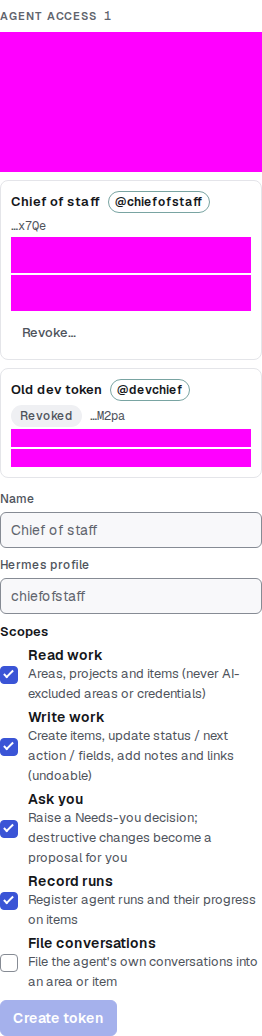 AGENT ACCESS 1
Chief of staff @chiefofstaff
…x7Qe
Revoke…
Old dev token @devchief
Revoked …M2pa
Name
Chief of staff
Hermes profile
chiefofstaff
Scopes
Read work
Areas, projects and items (never AI-
excluded areas or credentials)
Write work
Create items, update status / next
action / fields, add notes and links
(undoable)
Ask you
Raise a Needs-you decision;
destructive changes become a
proposal for you
Record runs
Register agent runs and their progress
on items
File conversations
File the agent's own conversations into
an area or item
Create token